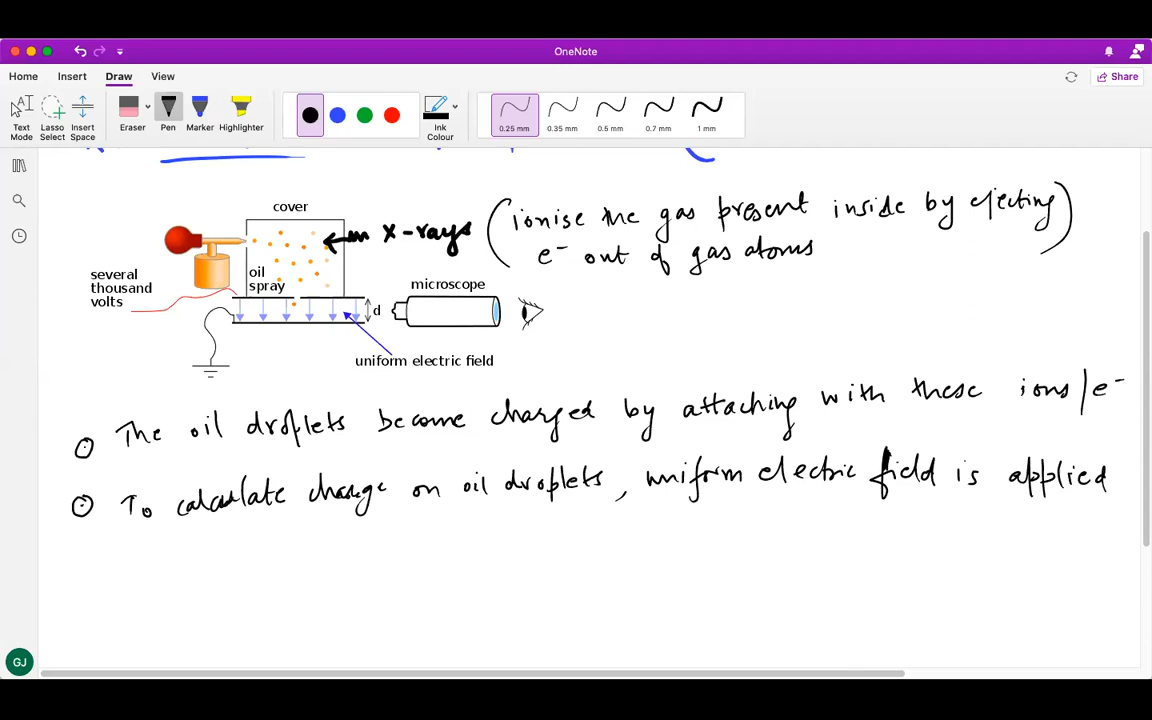 OneNote
Home Insert Draw View
Share
Text Mode
Lasso Select
Insert Space
Eraser
Pen
Marker
Highlighter
Ink Colour
0.25 mm
0.35 mm
0.5 mm
0.7 mm
1 mm
cover
X-rays
(ionise the gas present inside by ejecting
e⁻ out of gas atoms)
oil
spray
several
thousand
volts
d
microscope
uniform electric field
The oil droplets become charged by attaching with these ions/e⁻
To calculate charge on oil droplets, uniform electric field is applied
GJ